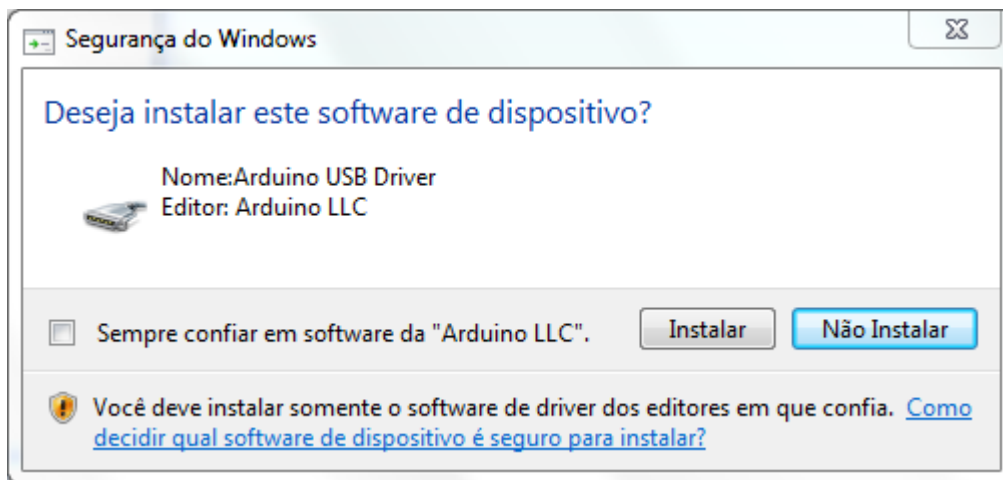 Segurança do Windows
Deseja instalar este software de dispositivo?
Nome:Arduino USB Driver
Editor: Arduino LLC
Sempre confiar em software da "Arduino LLC".
Instalar
Não Instalar
Você deve instalar somente o software de driver dos editores em que confia. Como
decidir qual software de dispositivo é seguro para instalar?